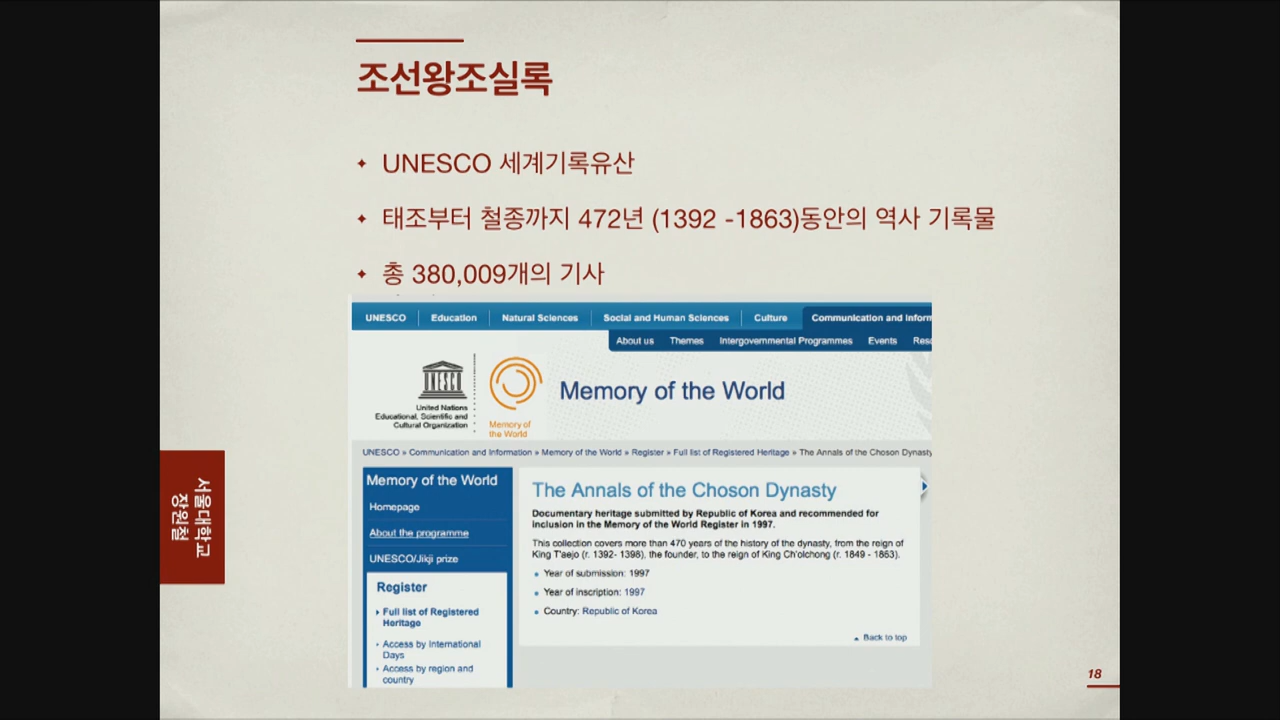 조선왕조실록
UNESCO 세계기록유산
태조부터 철종까지 472년 (1392 -1863)동안의 역사 기록물
총 380,009개의 기사
UNESCO Education Natural Sciences Social and Human Sciences Culture Communication and Inform
About us Themes Intergovernmental Programmes Events Reso
United Nations
Educational, Scientific and
Cultural Organization
Memory of
the World
Memory of the World
UNESCO » Communication and Information » Memory of the World » Register » Full list of Registered Heritage » The Annals of the Choson Dynasty
Memory of the World
Homepage
About the programme
UNESCO/Jikji prize
Register
Full list of Registered
Heritage
Access by International
Days
Access by region and
country
The Annals of the Choson Dynasty
Documentary heritage submitted by Republic of Korea and recommended for
inclusion in the Memory of the World Register in 1997.
This collection covers more than 470 years of the history of the dynasty, from the reign of
King T'aejo (r. 1392- 1398), the founder, to the reign of King Ch'olchong (r. 1849 - 1863).
Year of submission: 1997
Year of inscription: 1997
Country: Republic of Korea
Back to top
서울대학교
장원철
18